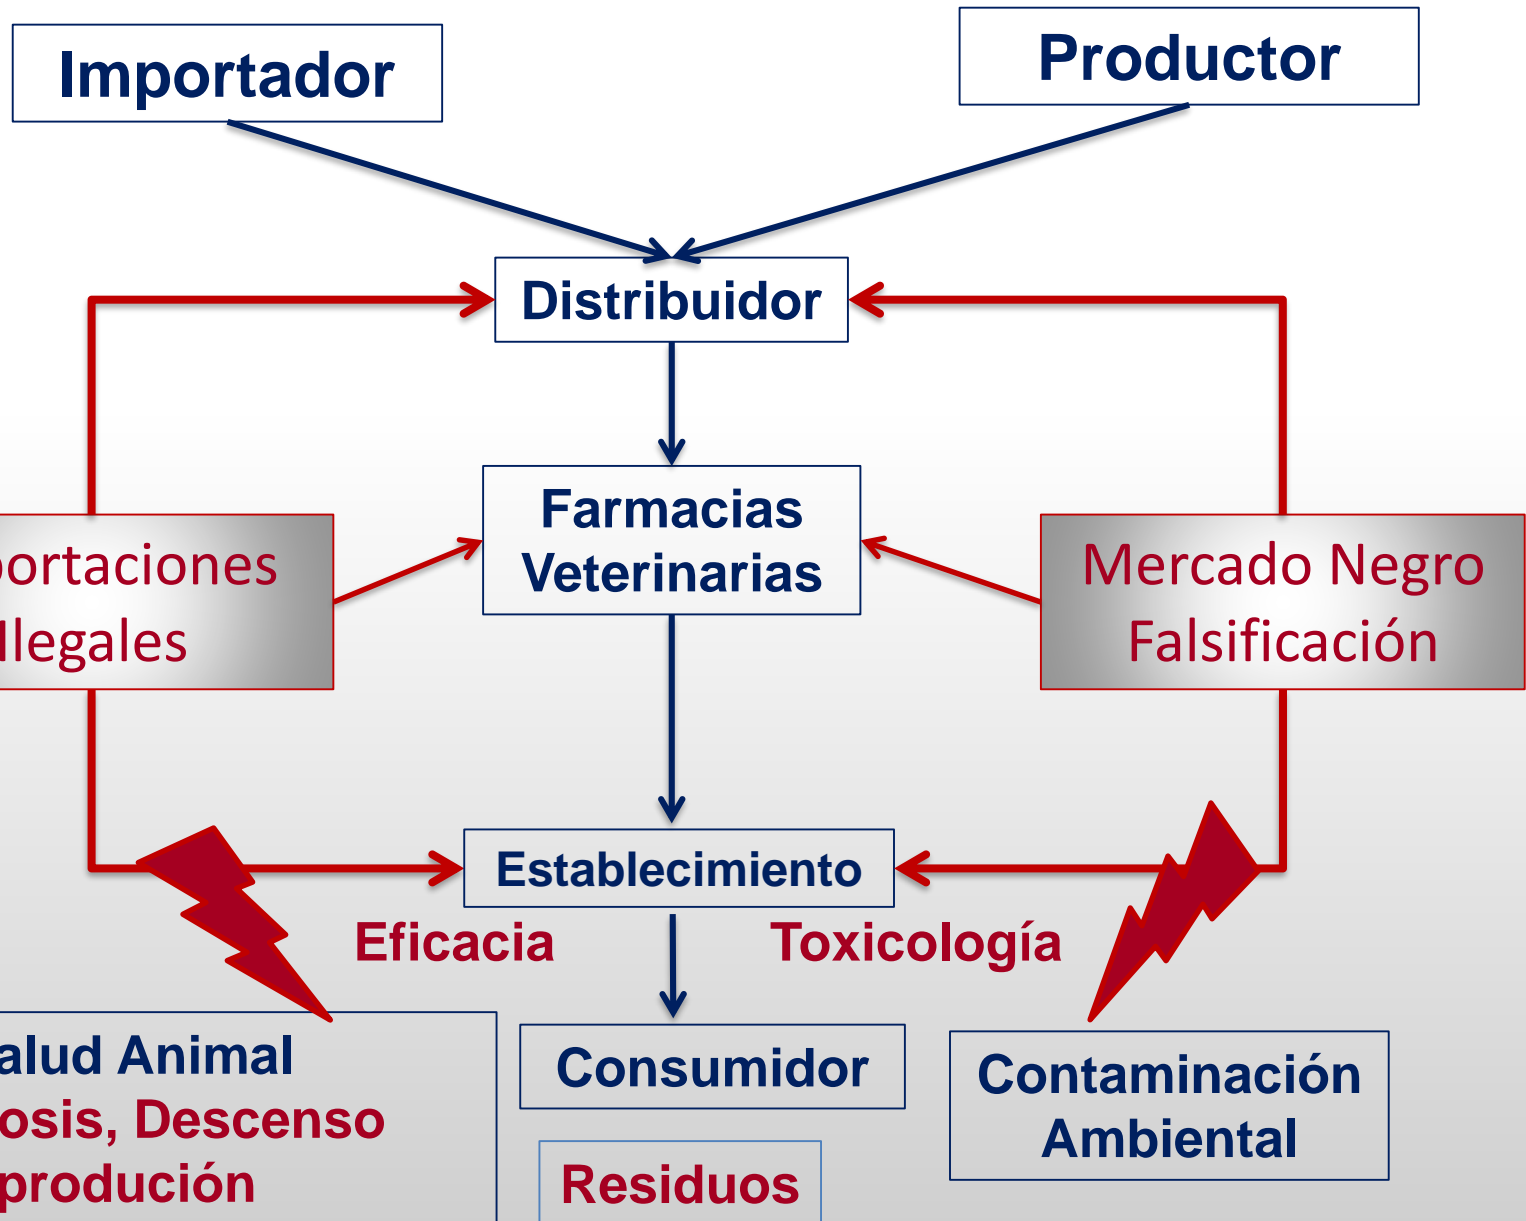 Importador
Productor
Distribuidor
Farmacias
Veterinarias
portaciones
Ilegales
Mercado Negro
Falsificación
Establecimiento
Eficacia
Toxicología
alud Animal
osis, Descenso
produción
Consumidor
Residuos
Contaminación
Ambiental